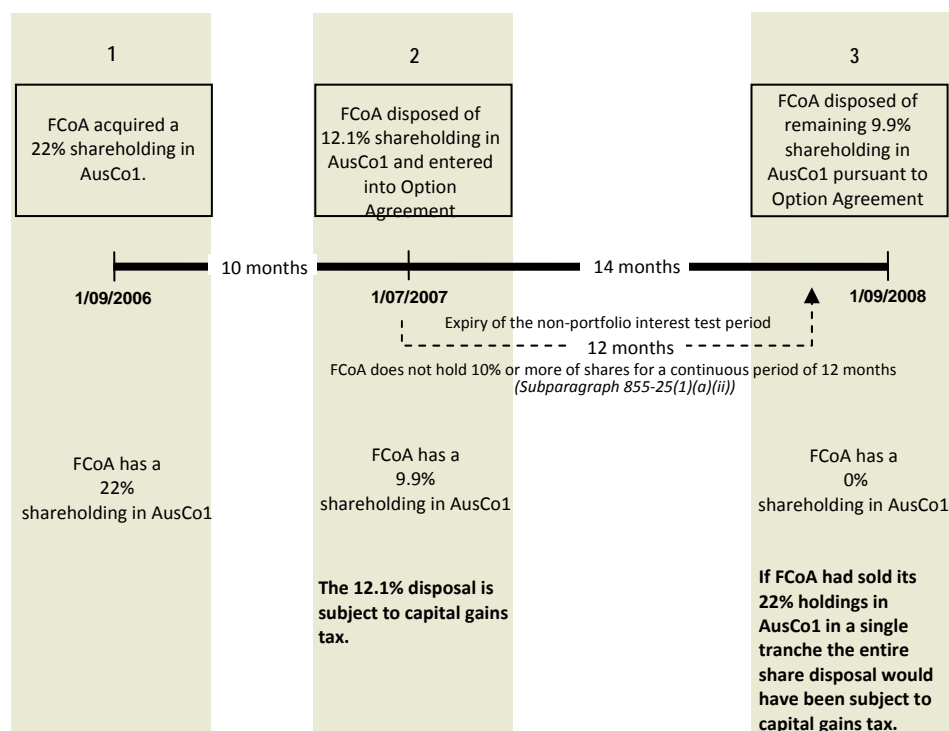 1
2
3
FCoA acquired a
22% shareholding in
AusCo1.
FCoA disposed of
12.1% shareholding in
AusCo1 and entered
into Option
Agreement
FCoA disposed of
remaining 9.9%
shareholding in
AusCo1 pursuant to
Option Agreement
10 months
14 months
1/09/2006
1/07/2007
1/09/2008
Expiry of the non-portfolio interest test period
12 months
FCoA does not hold 10% or more of shares for a continuous period of 12 months
(Subparagraph 855-25(1)(a)(ii))
FCoA has a
22%
shareholding in AusCo1
FCoA has a
9.9%
shareholding in AusCo1
FCoA has a
0%
shareholding in AusCo1
The 12.1% disposal is
subject to capital gains
tax.
If FCoA had sold its
22% holdings in
AusCo1 in a single
tranche the entire
share disposal would
have been subject to
capital gains tax.